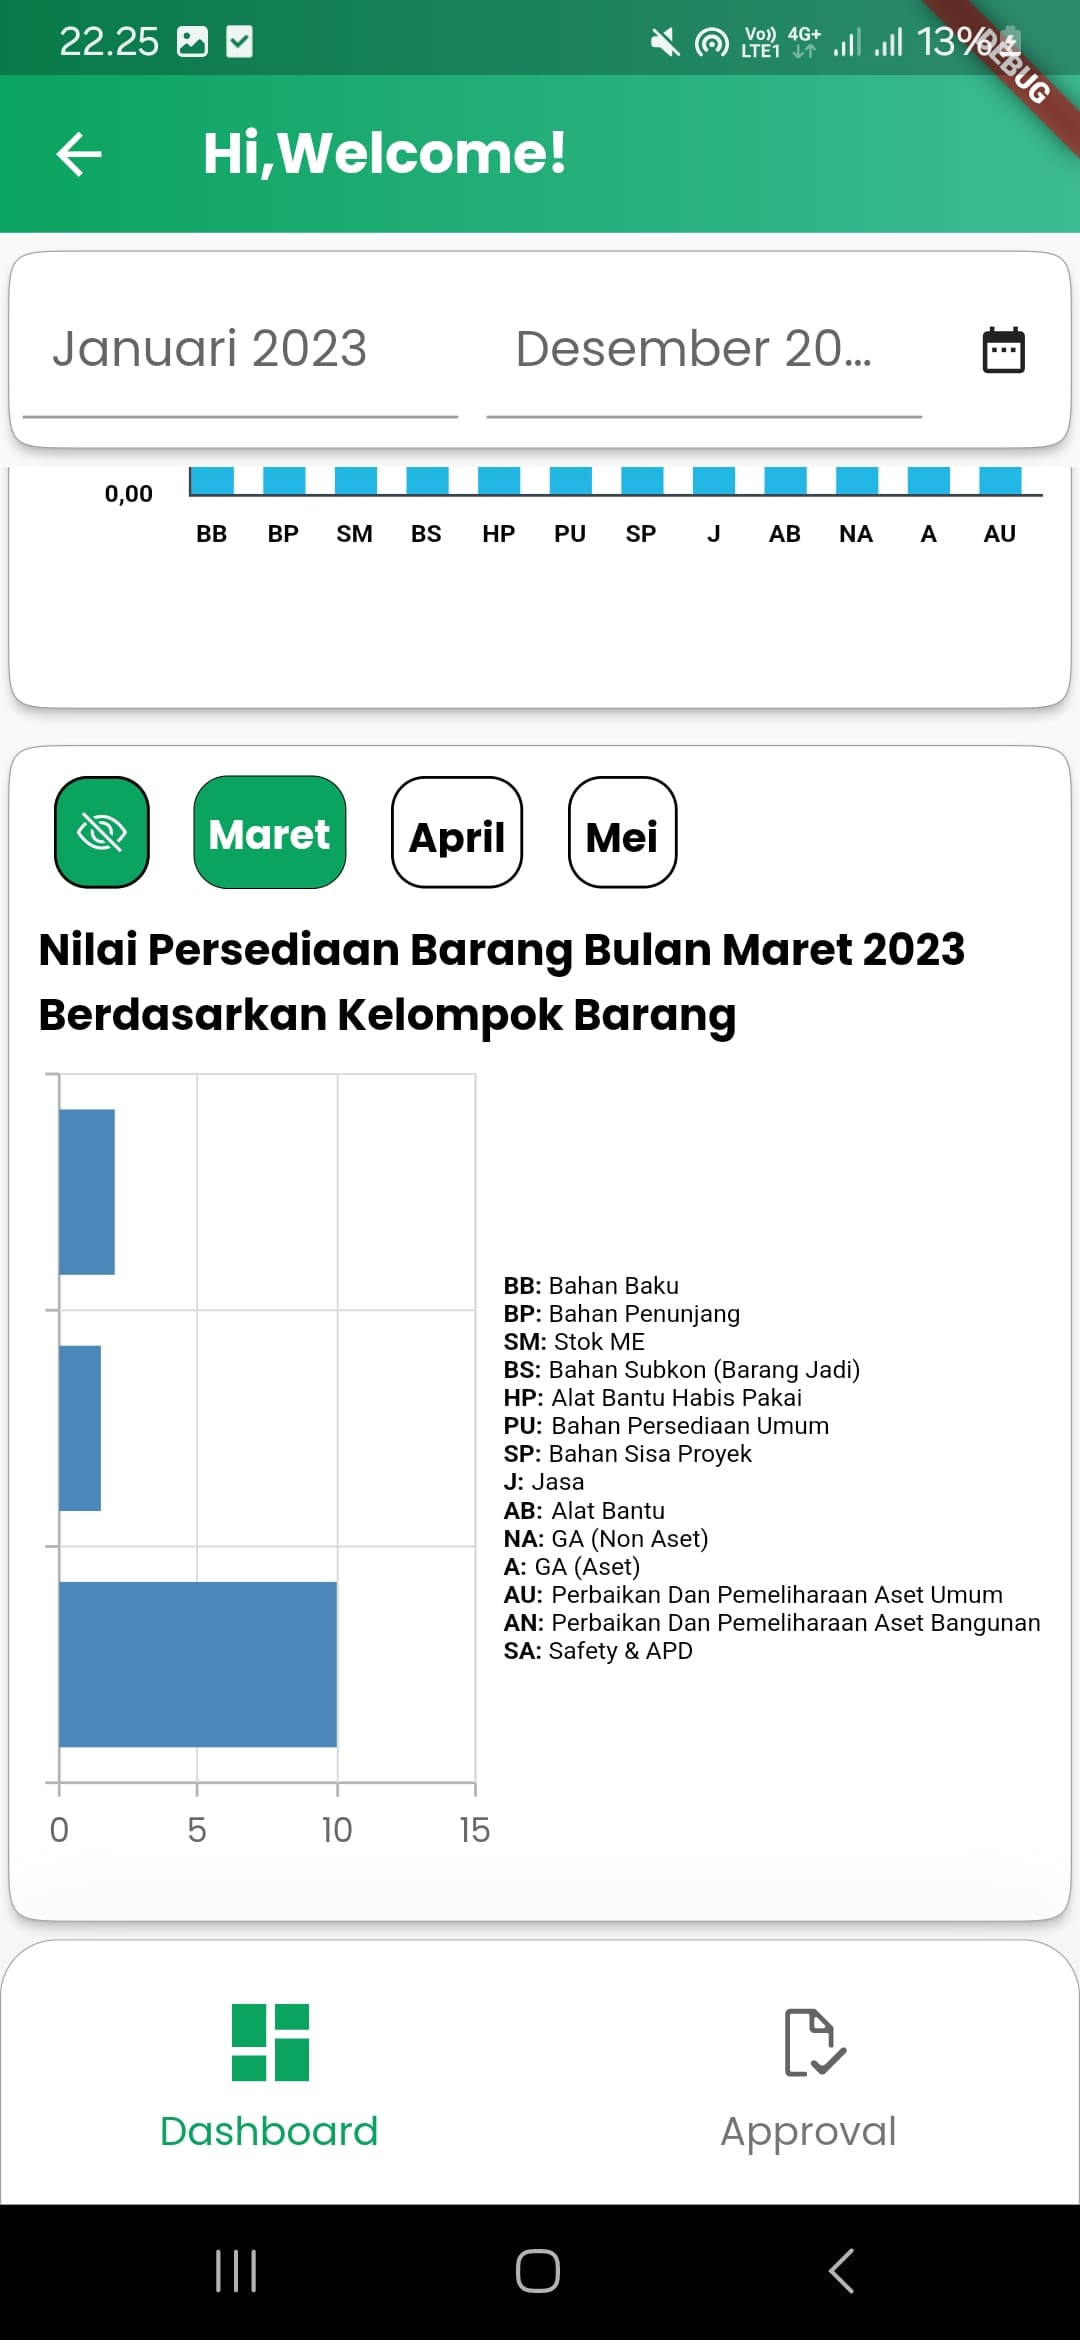 22.25
Vo))
LTE1
4G+
13%
DEBUG
Hi,Welcome!
Januari 2023
Desember 20...
0,00
BB BP SM BS HP PU SP J AB NA A AU
Maret
April
Mei
Nilai Persediaan Barang Bulan Maret 2023
Berdasarkan Kelompok Barang
BB: Bahan Baku
BP: Bahan Penunjang
SM: Stok ME
BS: Bahan Subkon (Barang Jadi)
HP: Alat Bantu Habis Pakai
PU: Bahan Persediaan Umum
SP: Bahan Sisa Proyek
J: Jasa
AB: Alat Bantu
NA: GA (Non Aset)
A: GA (Aset)
AU: Perbaikan Dan Pemeliharaan Aset Umum
AN: Perbaikan Dan Pemeliharaan Aset Bangunan
SA: Safety & APD
0 5 10 15
Dashboard
Approval